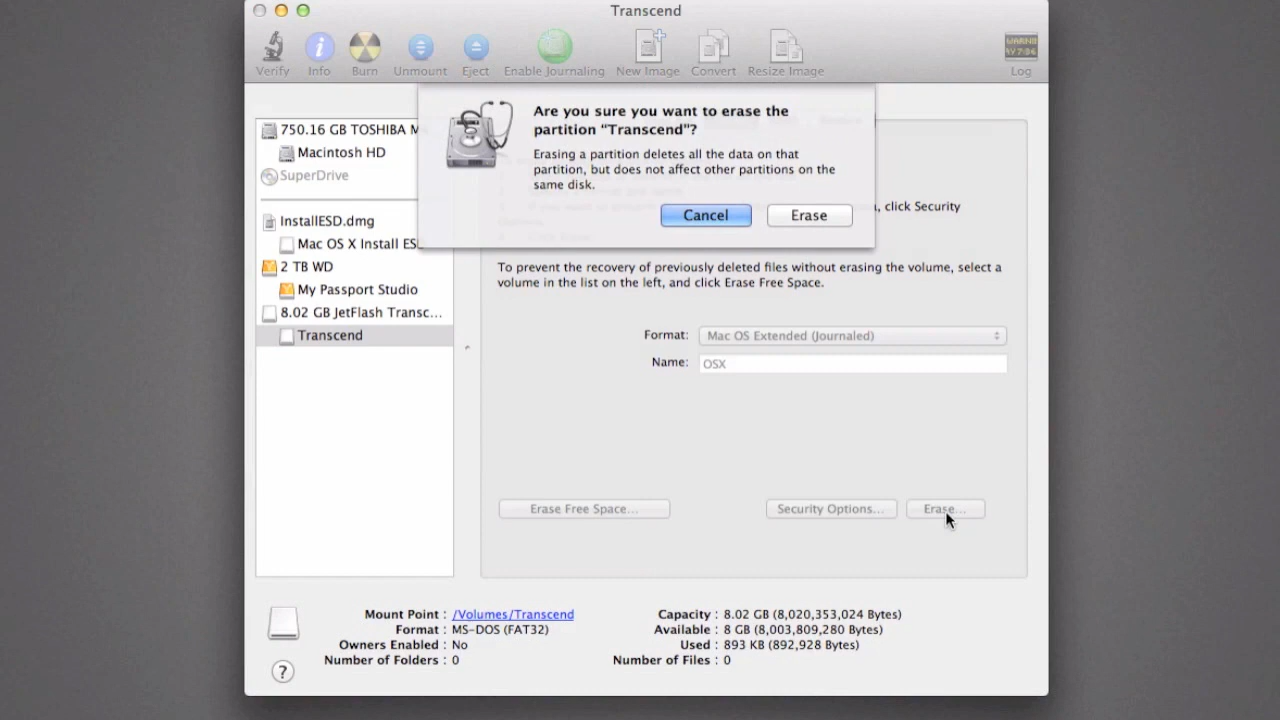 Transcend
Verify
Info
Burn
Unmount
Eject
Enable Journaling
New Image
Convert
Resize Image
WARNI
Log
Are you sure you want to erase the
partition “Transcend”?
Erasing a partition deletes all the data on that
partition, but does not affect other partitions on the
same disk.
Cancel
Erase
750.16 GB TOSHIBA M
Macintosh HD
SuperDrive
InstallESD.dmg
Mac OS X Install ESD
2 TB WD
My Passport Studio
8.02 GB JetFlash Transc...
Transcend
, click Security
To prevent the recovery of previously deleted files without erasing the volume, select a
volume in the list on the left, and click Erase Free Space.
Format: Mac OS Extended (Journaled)
Name: OSX
Erase Free Space...
Security Options...
Erase...
Mount Point : /Volumes/Transcend
Format : MS-DOS (FAT32)
Owners Enabled : No
Number of Folders : 0
Capacity : 8.02 GB (8,020,353,024 Bytes)
Available : 8 GB (8,003,809,280 Bytes)
Used : 893 KB (892,928 Bytes)
Number of Files : 0
?